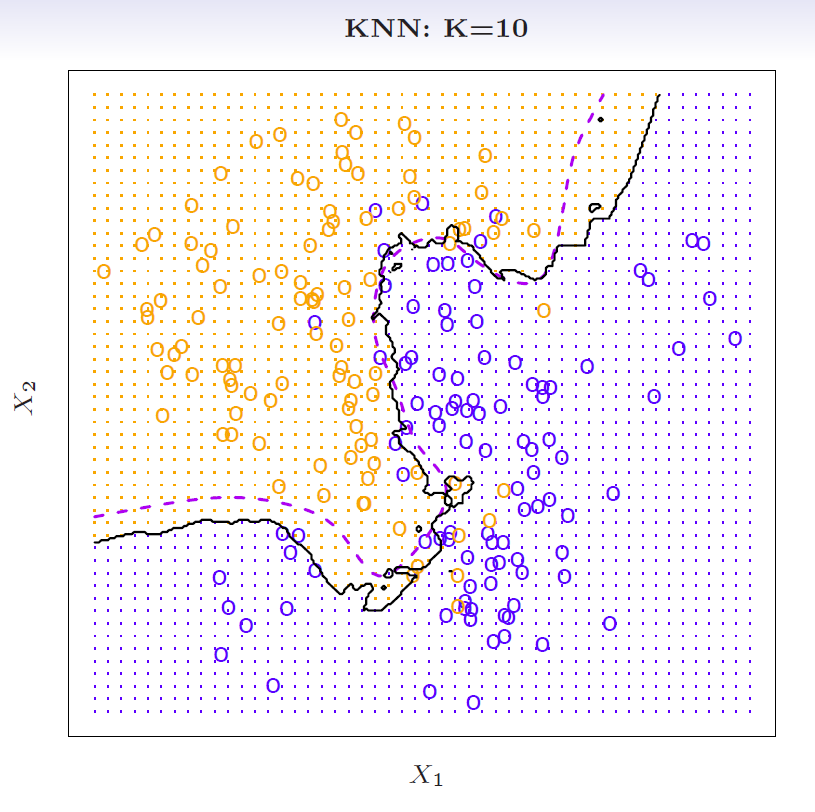 KNN: K=10
X₂
X₁